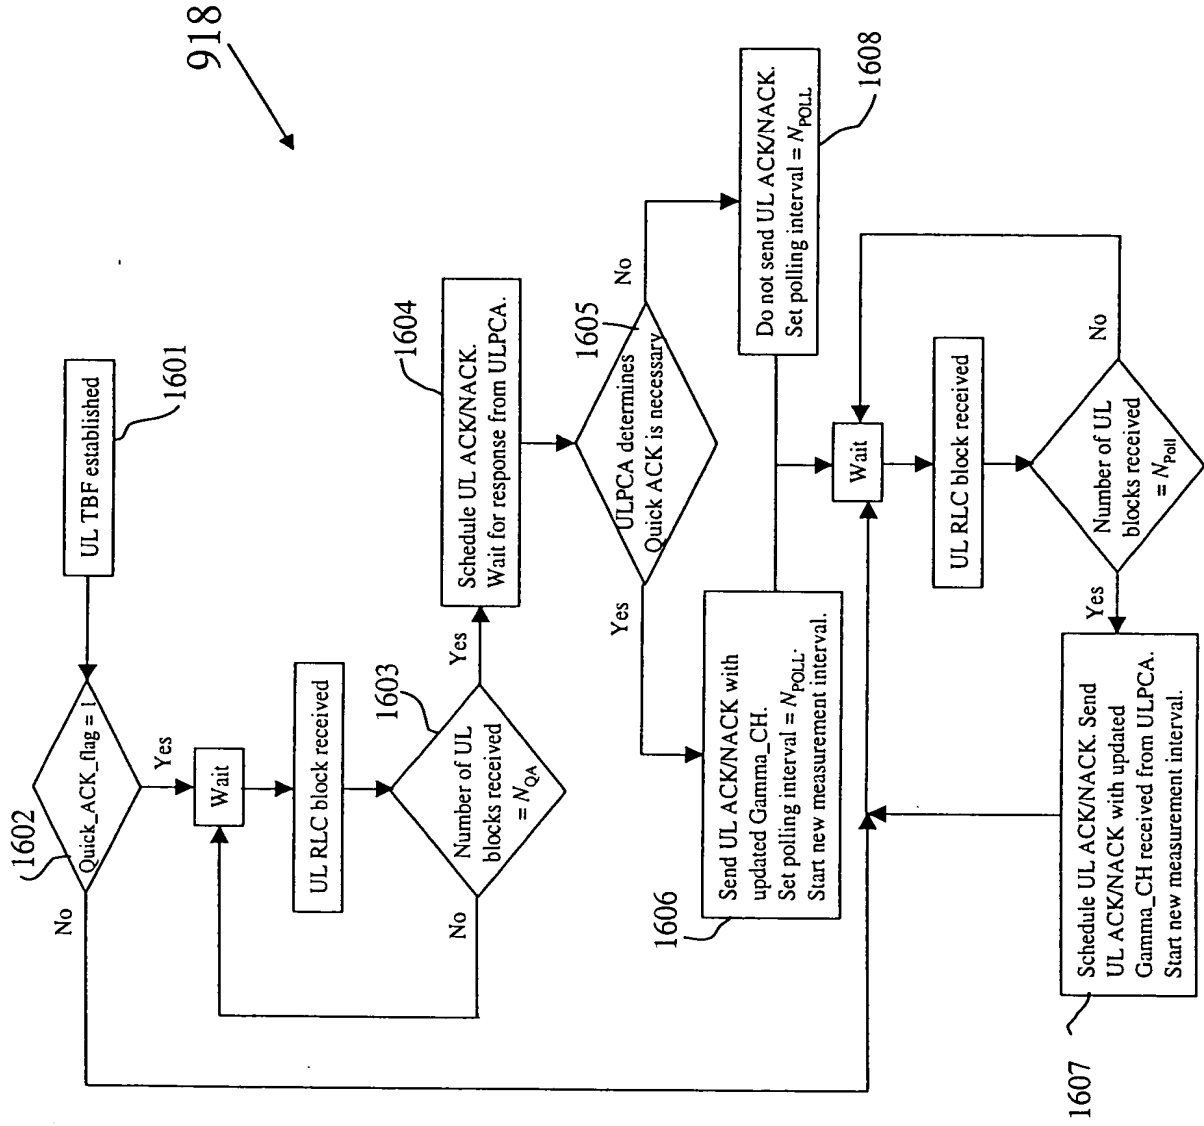 918
UL TBF established
1601
1602
Quick_ACK_flag = 1
No
Yes
Wait
UL RLC block received
1603
Number of UL
blocks received
= N_QA
No
Yes
1604
Schedule UL ACK/NACK.
Wait for response from ULPCA.
1605
ULPCA determines
Quick ACK is necessary
Yes
No
1606
Send UL ACK/NACK with
updated Gamma_CH.
Set polling interval = N_POLL.
Start new measurement interval.
1608
Do not send UL ACK/NACK.
Set polling interval = N_POLL
Wait
UL RLC block received
Number of UL
blocks received
= N_Poll
No
Yes
1607
Schedule UL ACK/NACK. Send
UL ACK/NACK with updated
Gamma_CH received from ULPCA.
Start new measurement interval.